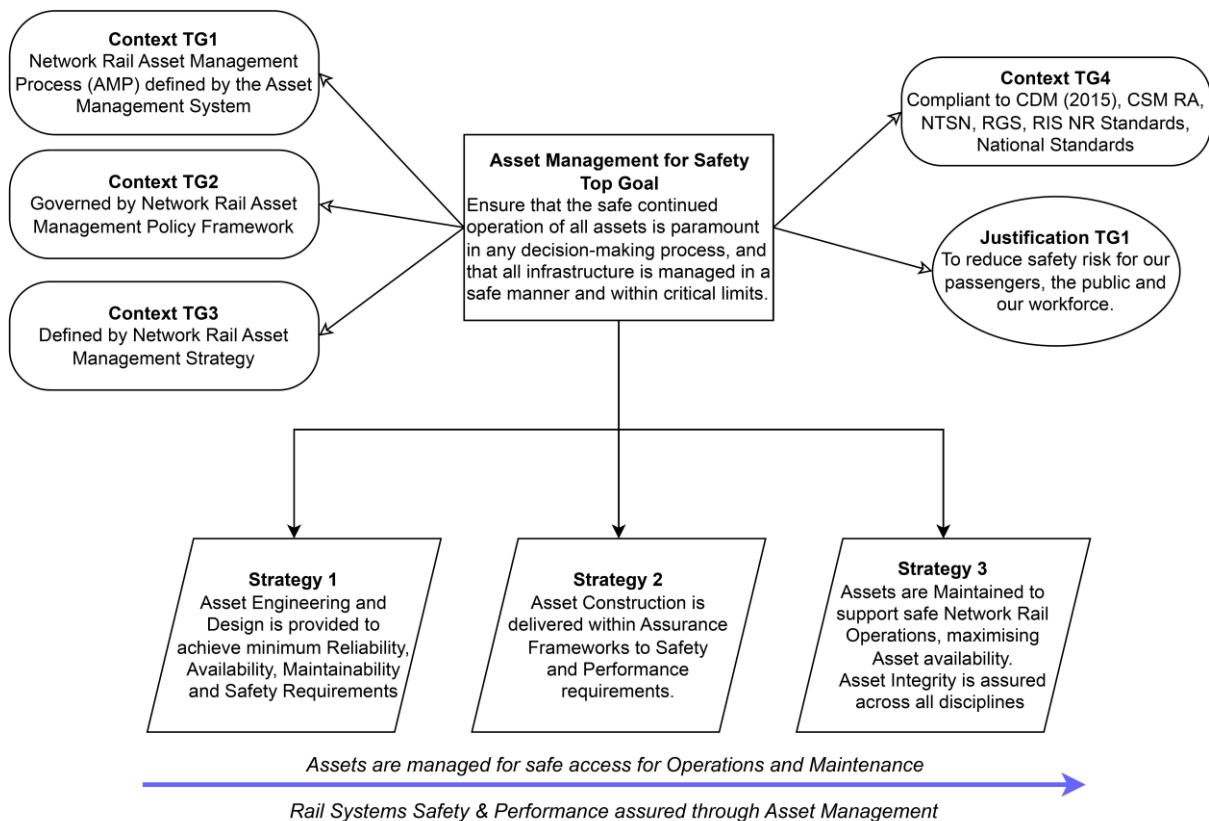 Context TG1
Network Rail Asset Management
Process (AMP) defined by the Asset
Management System
Context TG2
Governed by Network Rail Asset
Management Policy Framework
Context TG3
Defined by Network Rail Asset
Management Strategy
Asset Management for Safety
Top Goal
Ensure that the safe continued
operation of all assets is paramount
in any decision-making process, and
that all infrastructure is managed in a
safe manner and within critical limits.
Context TG4
Compliant to CDM (2015), CSM RA,
NTSN, RGS, RIS NR Standards,
National Standards
Justification TG1
To reduce safety risk for our
passengers, the public and
our workforce.
Strategy 1
Asset Engineering and
Design is provided to
achieve minimum Reliability,
Availability, Maintainability
and Safety Requirements
Strategy 2
Asset Construction is
delivered within Assurance
Frameworks to Safety
and Performance
requirements.
Strategy 3
Assets are Maintained to
support safe Network Rail
Operations, maximising
Asset availability.
Asset Integrity is assured
across all disciplines
Assets are managed for safe access for Operations and Maintenance
Rail Systems Safety & Performance assured through Asset Management